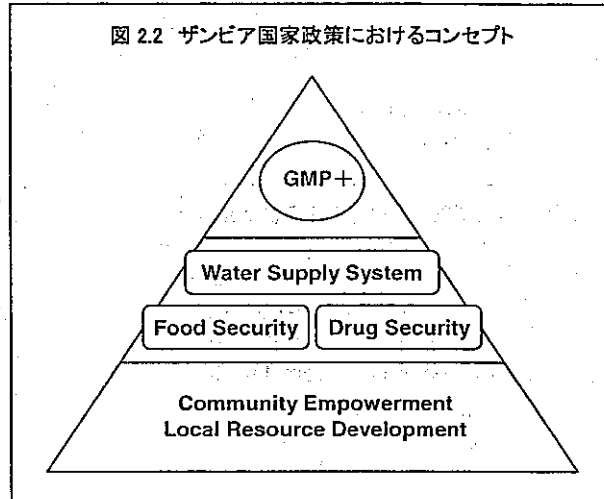 図 2.2 ザンビア国家政策におけるコンセプト
GMP+
Water Supply System
Food Security Drug Security
Community Empowerment
Local Resource Development